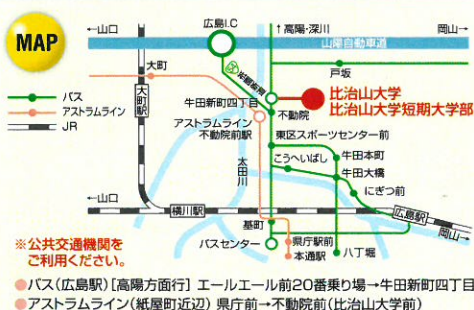 MAP
←山口
広島I.C
↑高陽・深川
岡山→
山陽自動車道
大町
戸坂
バス
アストラムライン
JR
大町駅
牛田新町四丁目
不動院
比治山大学
比治山大学短期大学部
アストラムライン
不動院前駅
太田川
東区スポーツセンター前
こうへいばし
牛田本町
牛田大橋
にぎつ前
←山口
横川駅
広島駅
岡山→
基町
バスセンター
県庁駅前
本通駅
八丁堀
※公共交通機関を
ご利用ください。
●バス(広島駅)[高陽方面行] エールエール前20番乗り場→牛田新町四丁目
●アストラムライン(紙屋町近辺) 県庁前→不動院前(比治山大学前)